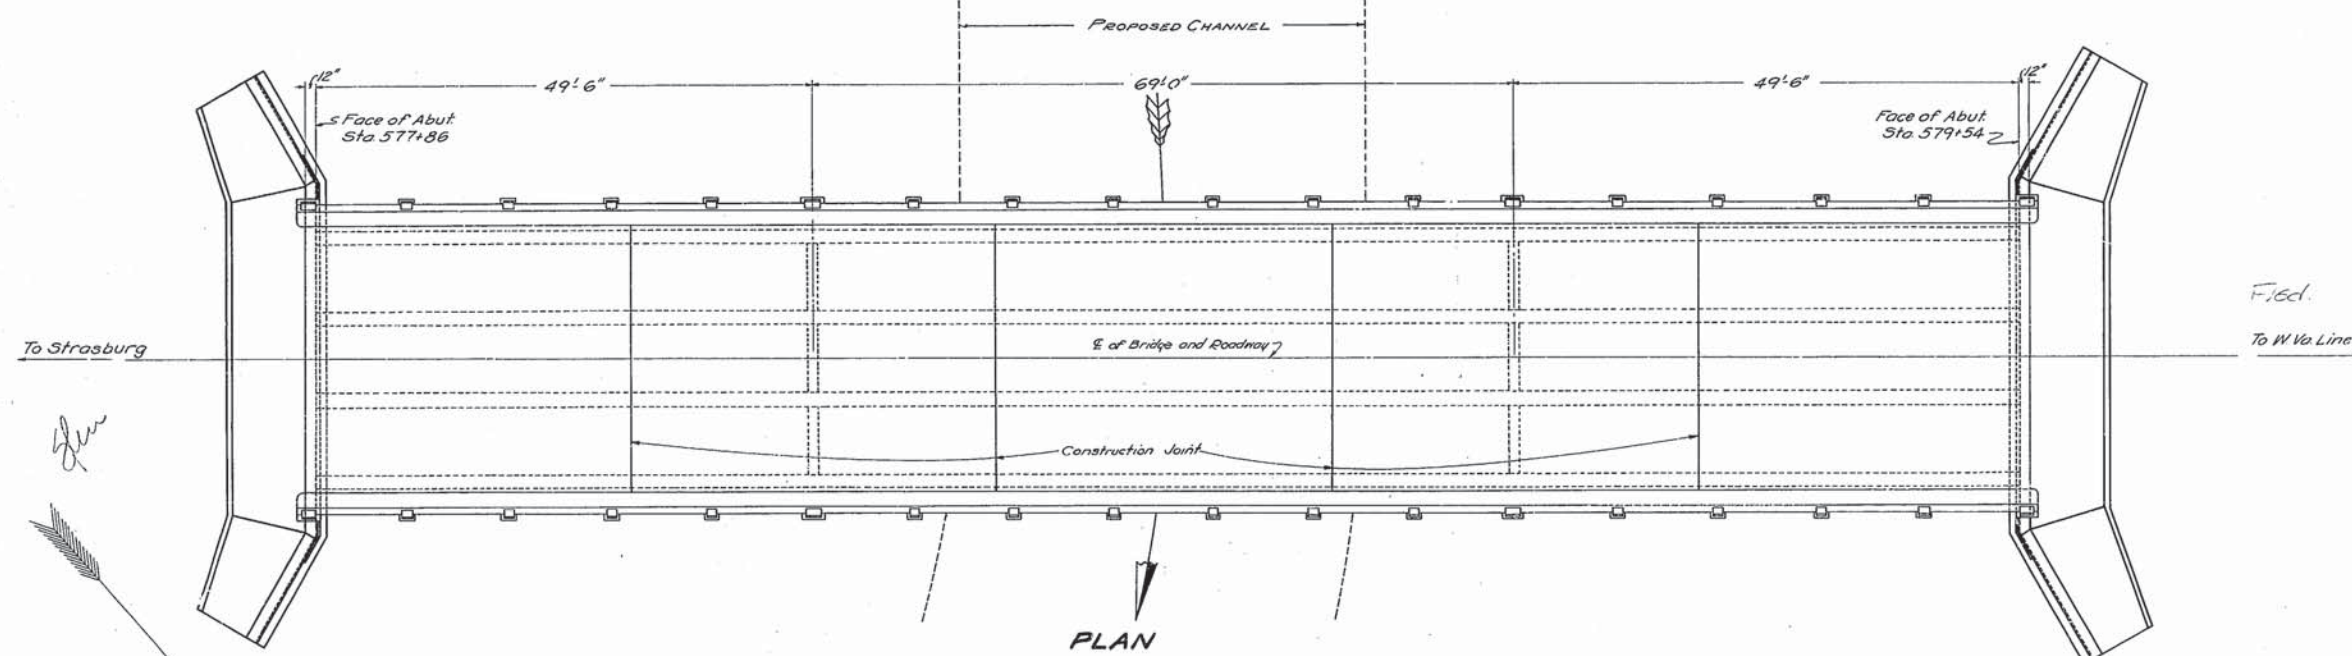 PROPOSED CHANNEL
12"
49'-6"
69'-0"
49'-6"
12"
Face of Abut.
Sta. 577+86
Face of Abut.
Sta. 579+54
To Strasburg
℄ of Bridge and Roadway
To W Va. Line
Construction Joint
PLAN